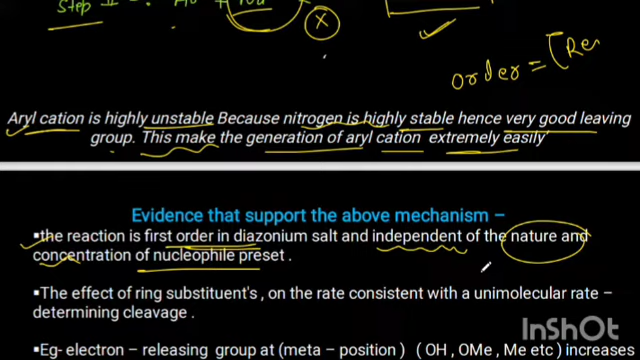 Step II
order = [Re
Aryl cation is highly unstable Because nitrogen is highly stable hence very good leaving
group. This make the generation of aryl cation extremely easily
Evidence that support the above mechanism –
▪the reaction is first order in diazonium salt and independent of the nature and
concentration of nucleophile preset .
▪The effect of ring substituent's , on the rate consistent with a unimolecular rate –
determining cleavage .
▪Eg- electron – releasing group at (meta – position) ( OH , OMe , Me etc) increases
InShOt